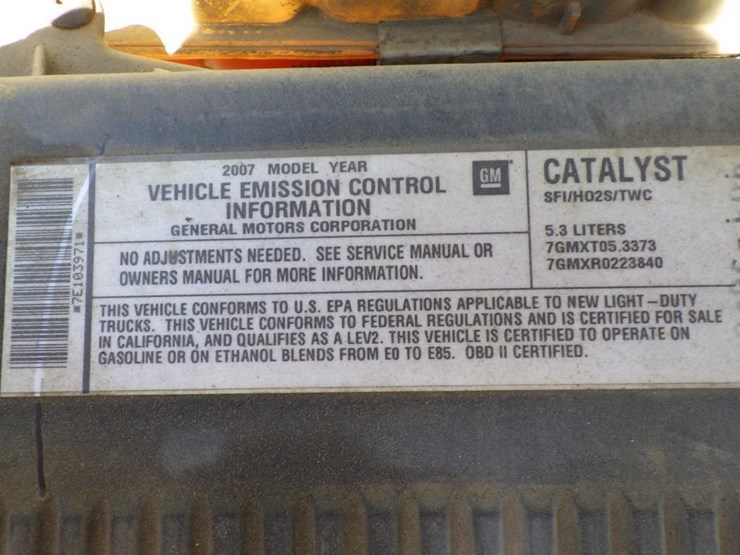 2007 MODEL YEAR
VEHICLE EMISSION CONTROL
INFORMATION
GENERAL MOTORS CORPORATION
GM
CATALYST
SFI/HO2S/TWC
5.3 LITERS
7GMXT05.3373
7GMXR0223840
NO ADJUSTMENTS NEEDED. SEE SERVICE MANUAL OR
OWNERS MANUAL FOR MORE INFORMATION.
THIS VEHICLE CONFORMS TO U.S. EPA REGULATIONS APPLICABLE TO NEW LIGHT-DUTY
TRUCKS. THIS VEHICLE CONFORMS TO FEDERAL REGULATIONS AND IS CERTIFIED FOR SALE
IN CALIFORNIA, AND QUALIFIES AS A LEV2. THIS VEHICLE IS CERTIFIED TO OPERATE ON
GASOLINE OR ON ETHANOL BLENDS FROM E0 TO E85. OBD II CERTIFIED.
*7E103971*